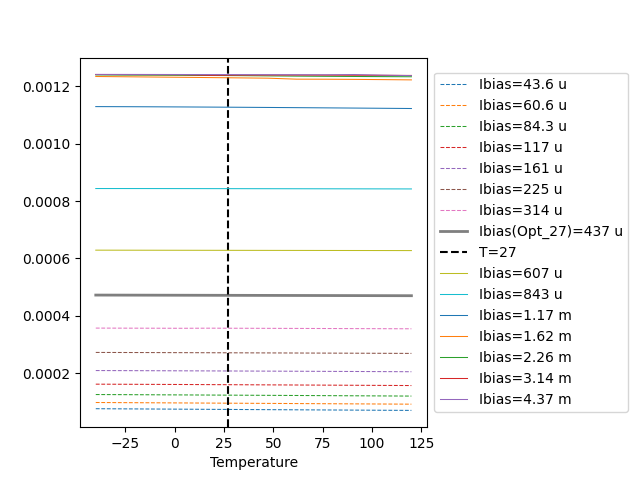 0.0012
0.0010
0.0008
0.0006
0.0004
0.0002
−25
0
25
50
75
100
125
Temperature
Ibias=43.6 u
Ibias=60.6 u
Ibias=84.3 u
Ibias=117 u
Ibias=161 u
Ibias=225 u
Ibias=314 u
Ibias(Opt_27)=437 u
T=27
Ibias=607 u
Ibias=843 u
Ibias=1.17 m
Ibias=1.62 m
Ibias=2.26 m
Ibias=3.14 m
Ibias=4.37 m